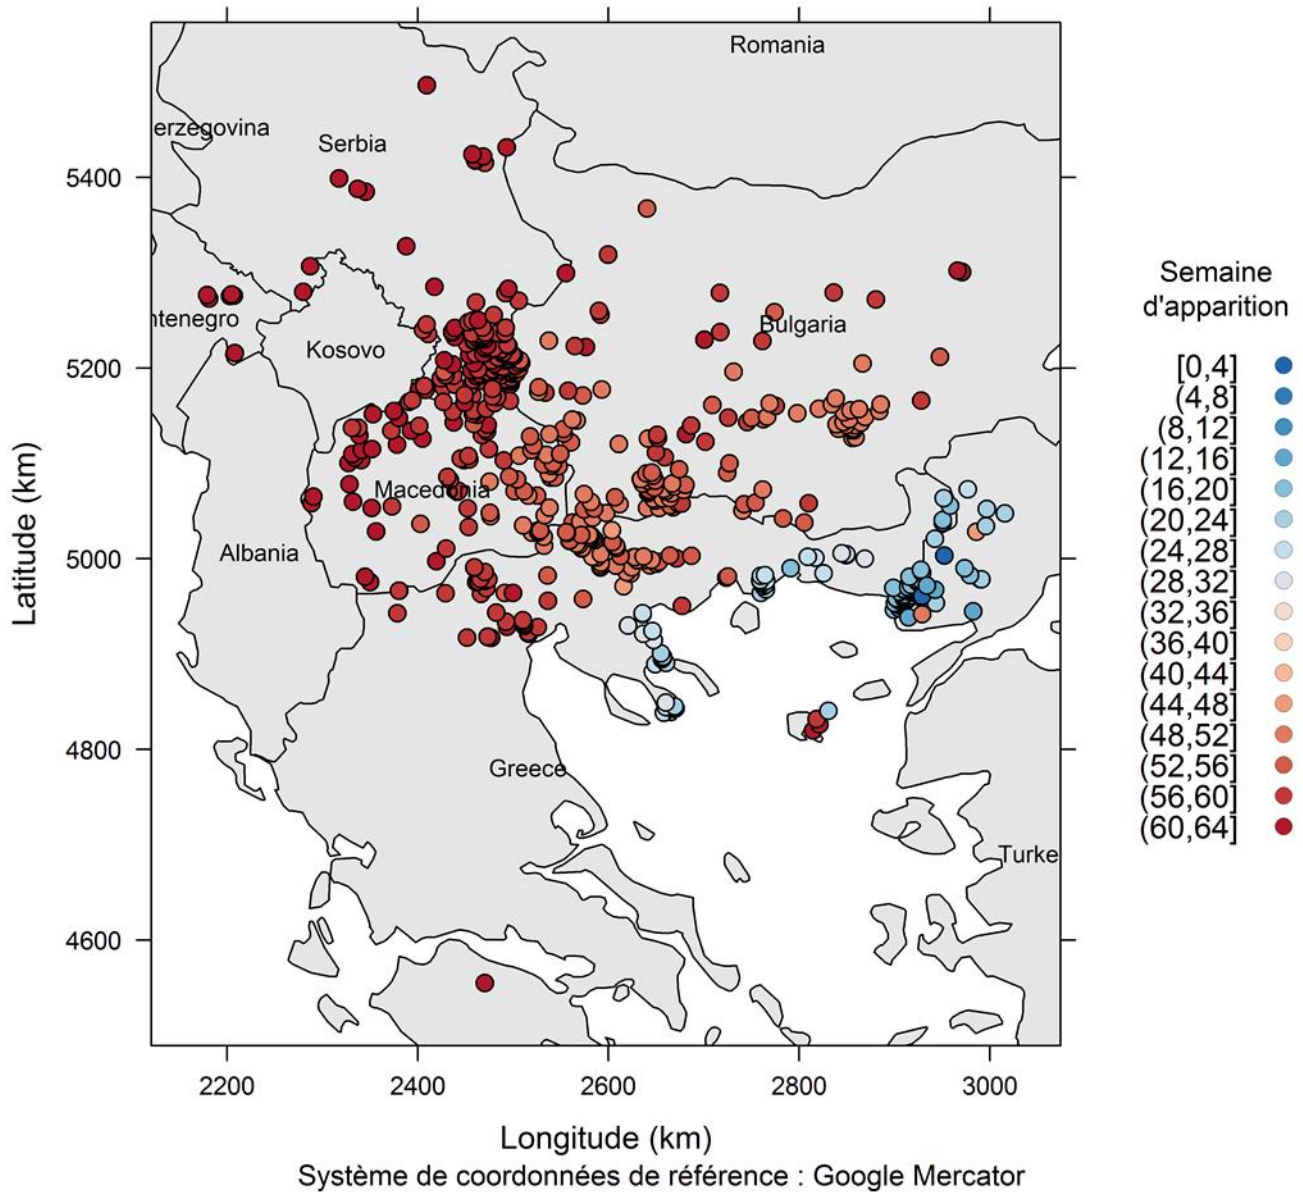 Romania
erzegovina
Serbia
5400
ntenegro
Bulgaria
Kosovo
5200
Macedonia
Albania
5000
Greece
4800
Turke
4600
Latitude (km)
2200 2400 2600 2800 3000
Longitude (km)
Système de coordonnées de référence : Google Mercator
Semaine
d'apparition
[0,4]
(4,8]
(8,12]
(12,16]
(16,20]
(20,24]
(24,28]
(28,32]
(32,36]
(36,40]
(40,44]
(44,48]
(48,52]
(52,56]
(56,60]
(60,64]